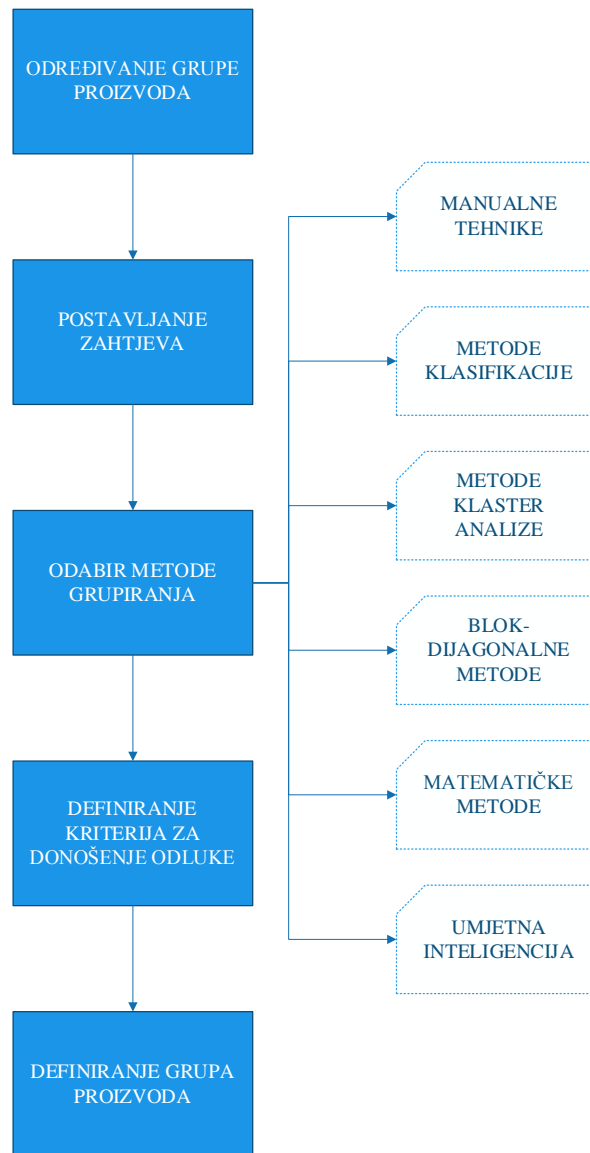 ODREĐIVANJE GRUPE
PROIZVODA
POSTAVLJANJE
ZAHTJEVA
ODABIR METODE
GRUPIRANJA
DEFINIRANJE
KRITERIJA ZA
DONOŠENJE ODLUKE
DEFINIRANJE GRUPA
PROIZVODA
MANUALNE
TEHNIKE
METODE
KLASIFIKACIJE
METODE
KLASTER
ANALIZE
BLOK-
DIJAGONALNE
METODE
MATEMATIČKE
METODE
UMJETNA
INTELIGENCIJA